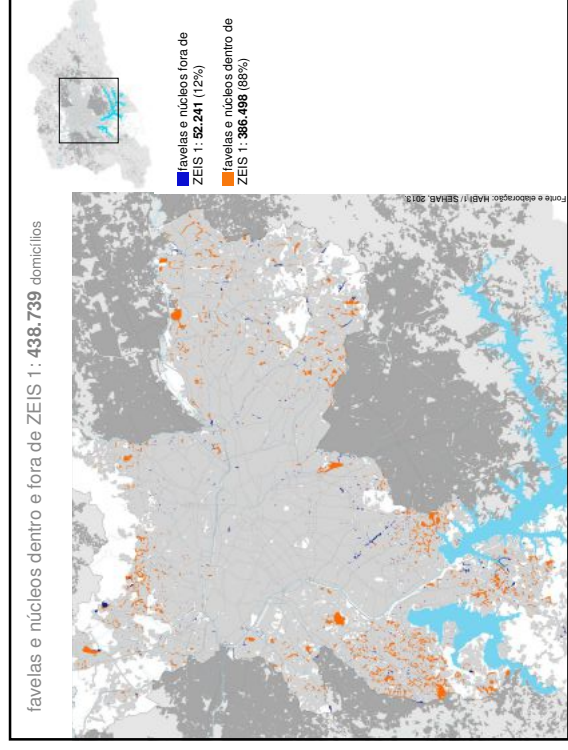 favelas e núcleos dentro e fora de ZEIS 1: 438.739 domicílios
favelas e núcleos fora de
ZEIS 1: 52.241 (12%)
favelas e núcleos dentro de
ZEIS 1: 386.498 (88%)
Fonte e elaboração: HABI 1/ SEHAB, 2013.